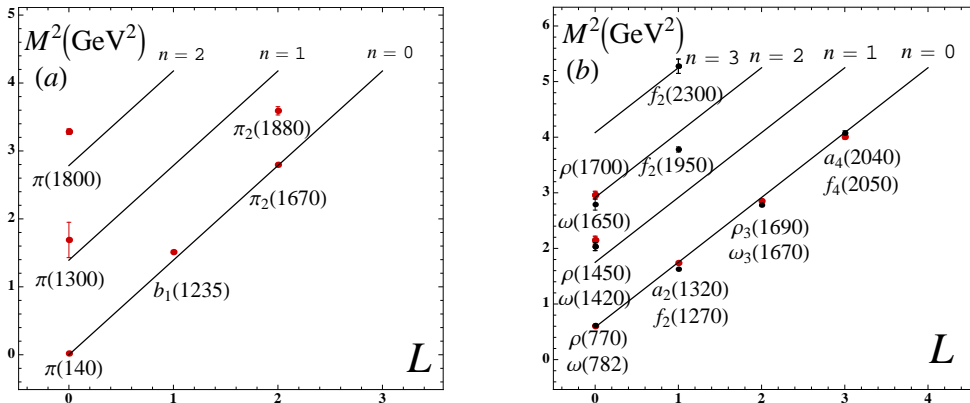 5
M²(GeV²)
(a)
n = 2
n = 1
n = 0
4
π₂(1880)
3
π(1800)
π₂(1670)
2
π(1300)
b₁(1235)
1
0
π(140)
L
0 1 2 3
6
M²(GeV²)
(b)
n = 3
n = 2
n = 1
n = 0
5
f₂(2300)
4
ρ(1700)
f₂(1950)
a₄(2040)
f₄(2050)
3
ω(1650)
ρ₃(1690)
ω₃(1670)
2
ρ(1450)
ω(1420)
a₂(1320)
f₂(1270)
1
ρ(770)
ω(782)
0
L
0 1 2 3 4